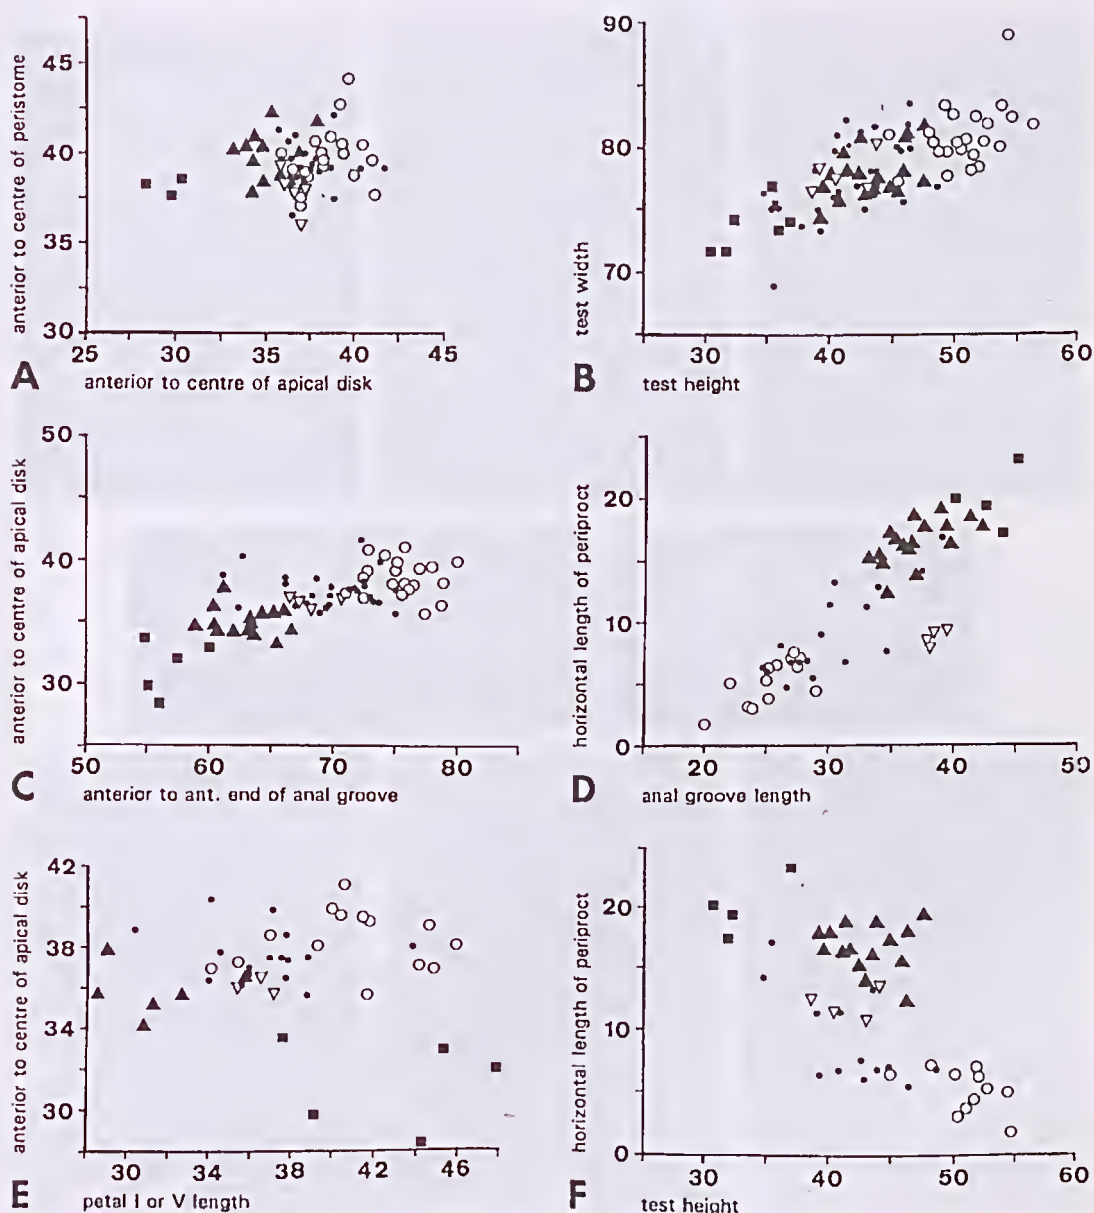 anterior to centre of peristome
45
40
35
30
25 30 35 40 45
A anterior to centre of apical disk
test width
90
80
70
30 40 50 60
B test height
anterior to centre of apical disk
50
40
30
50 60 70 80
C anterior to ant. end of anal groove
horizontal length of periproct
20
10
0
20 30 40 50
D anal groove length
anterior to centre of apical disk
42
38
34
30
30 34 38 42 46
E petal I or V length
horizontal length of periproct
20
10
0
30 40 50 60
F test height